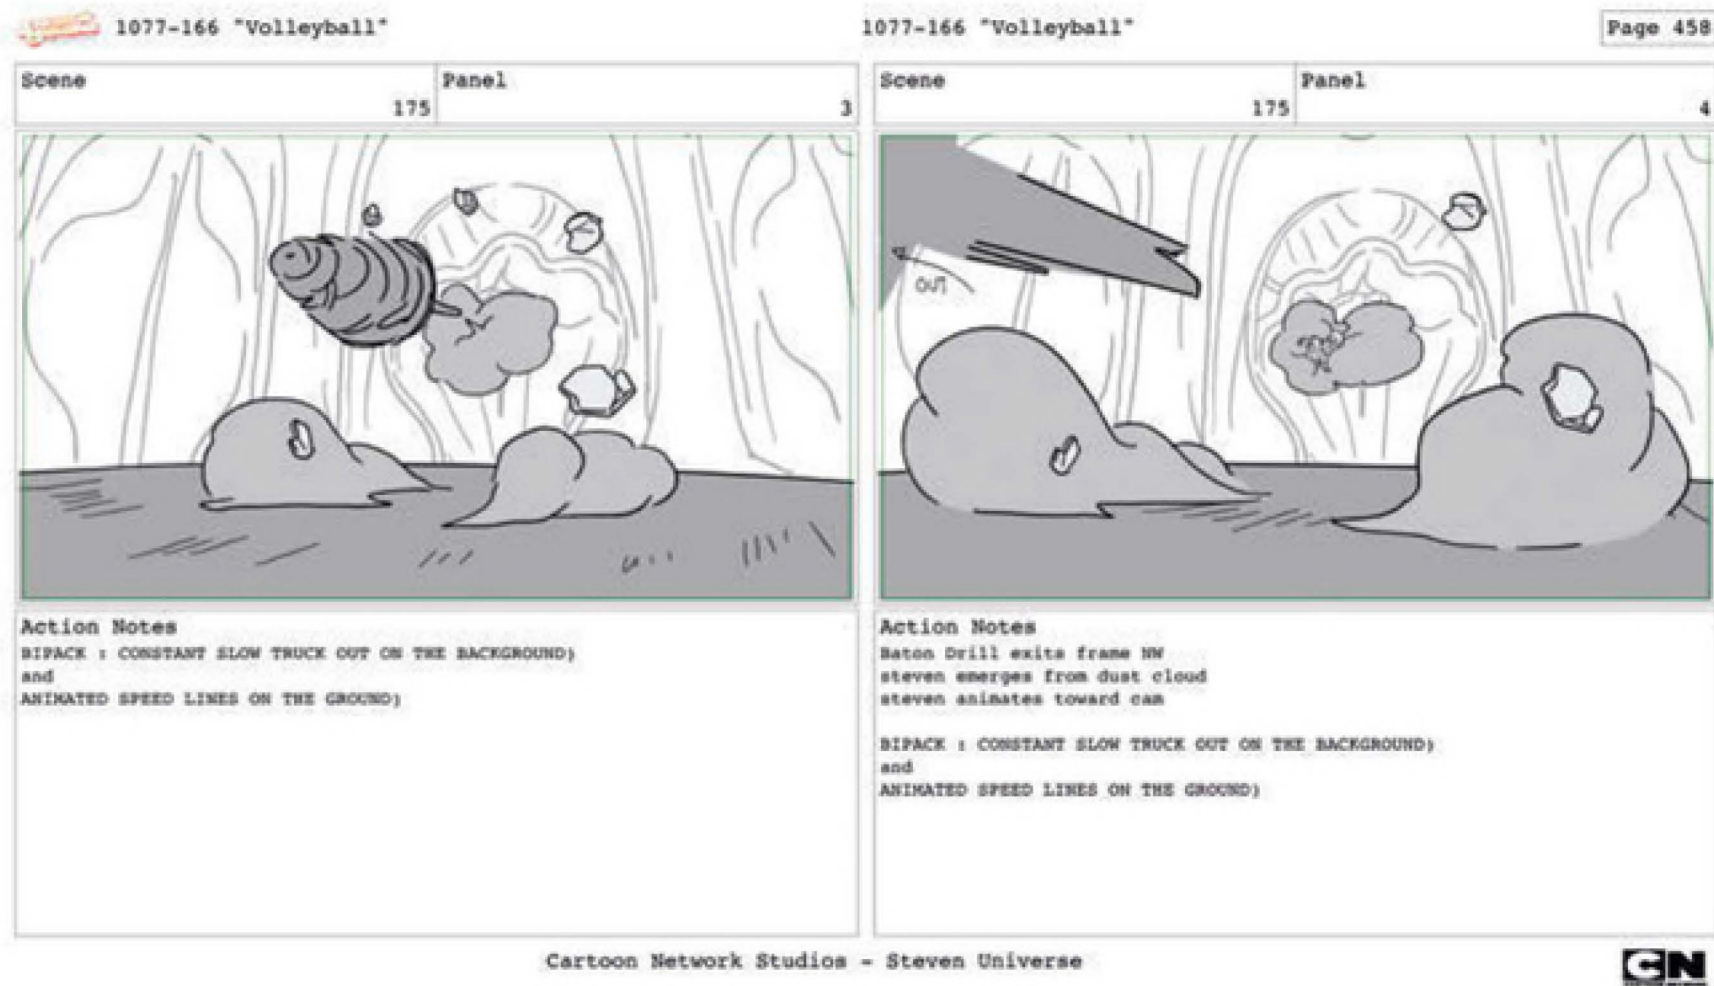 1077-166 "Volleyball"
1077-166 "Volleyball"
Page 458
Scene
175
Panel
3
Scene
175
Panel
4
OUT
Action Notes
BIPACK : CONSTANT SLOW TRUCK OUT ON THE BACKGROUND)
and
ANIMATED SPEED LINES ON THE GROUND)
Action Notes
Baton Drill exits frame NW
steven emerges from dust cloud
steven animates toward cam
BIPACK : CONSTANT SLOW TRUCK OUT ON THE BACKGROUND)
and
ANIMATED SPEED LINES ON THE GROUND)
Cartoon Network Studios - Steven Universe
CN